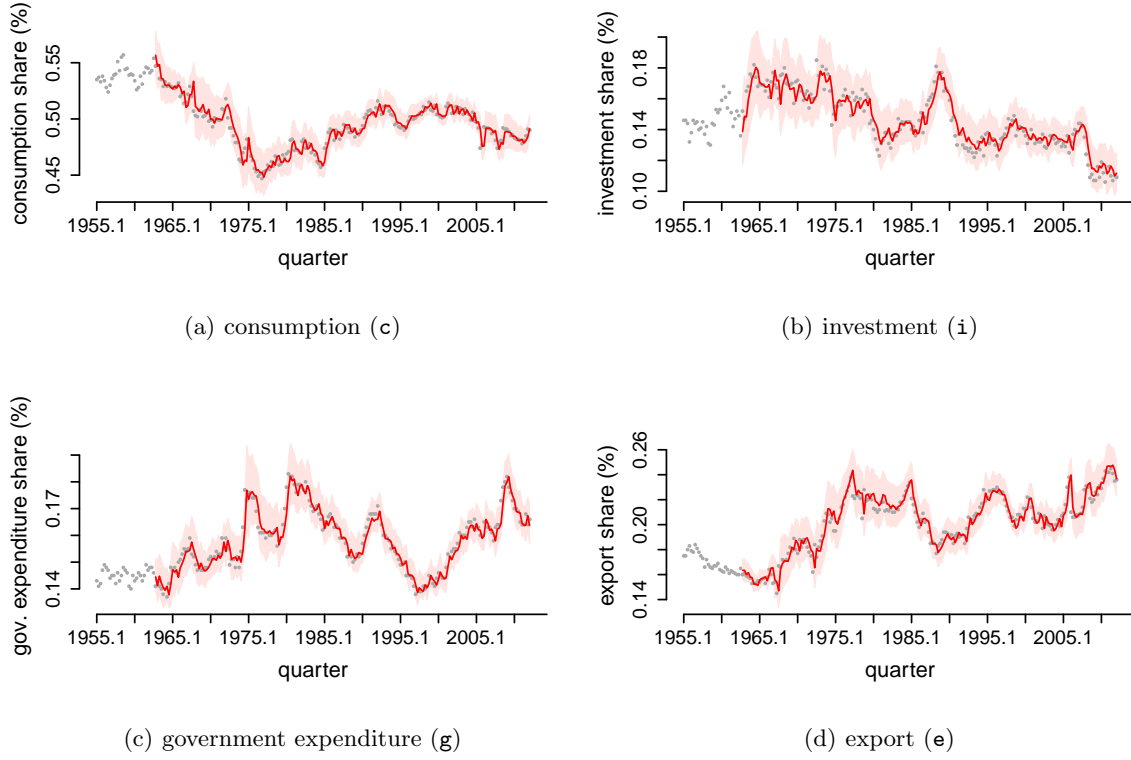 consumption share (%)
0.45 0.50 0.55
1955.1 1965.1 1975.1 1985.1 1995.1 2005.1
quarter
(a) consumption (c)
investment share (%)
0.10 0.14 0.18
1955.1 1965.1 1975.1 1985.1 1995.1 2005.1
quarter
(b) investment (i)
gov. expenditure share (%)
0.14 0.17
1955.1 1965.1 1975.1 1985.1 1995.1 2005.1
quarter
(c) government expenditure (g)
export share (%)
0.14 0.20 0.26
1955.1 1965.1 1975.1 1985.1 1995.1 2005.1
quarter
(d) export (e)